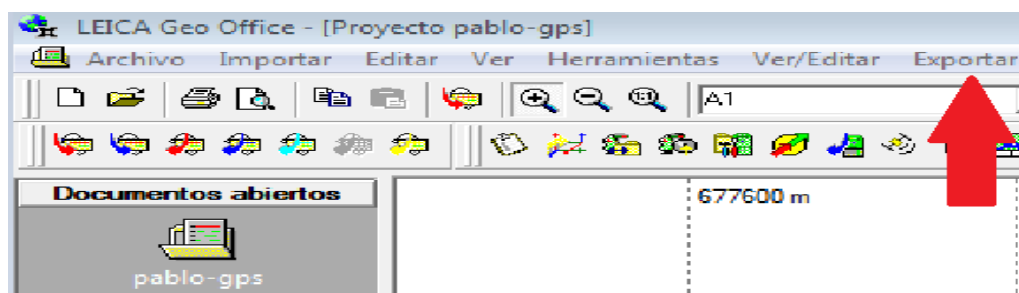 LEICA Geo Office - [Proyecto pablo-gps]
Archivo Importar Editar Ver Herramientas Ver/Editar Exportar
A1
Documentos abiertos
677600 m
pablo-gps